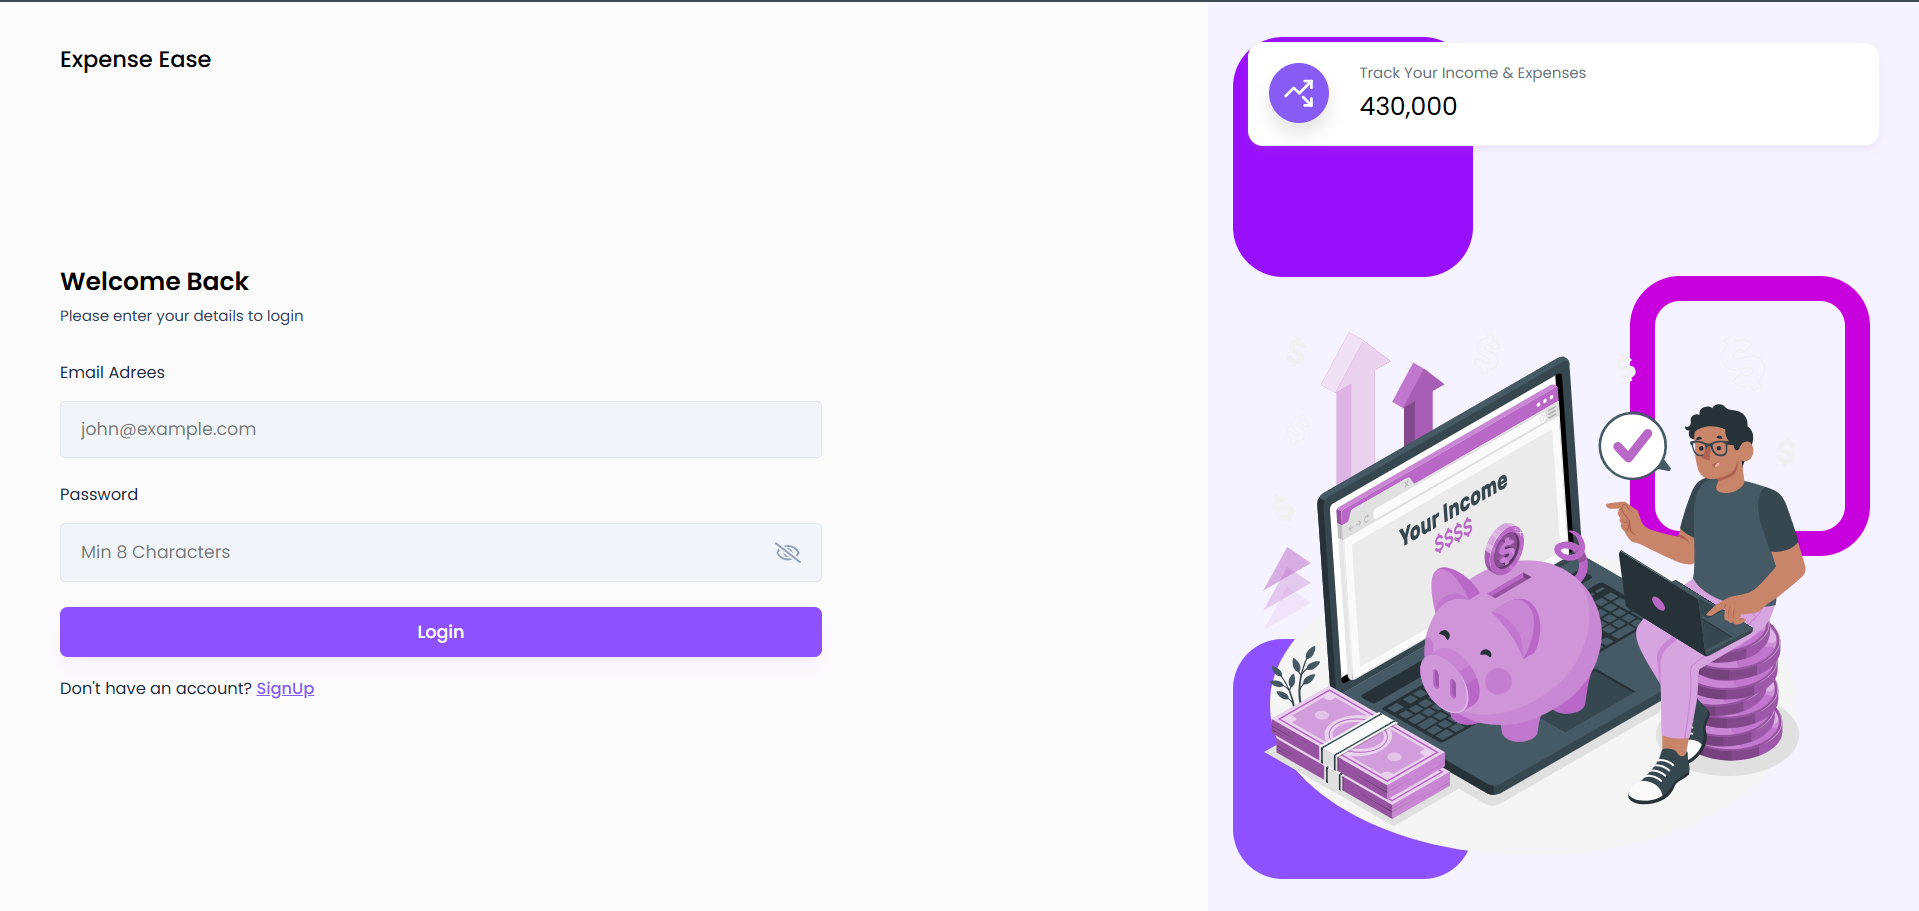 Expense Ease
Track Your Income & Expenses
430,000
Welcome Back
Please enter your details to login
Email Adrees
john@example.com
Password
Min 8 Characters
Login
Don't have an account? SignUp
Your Income
$$$$